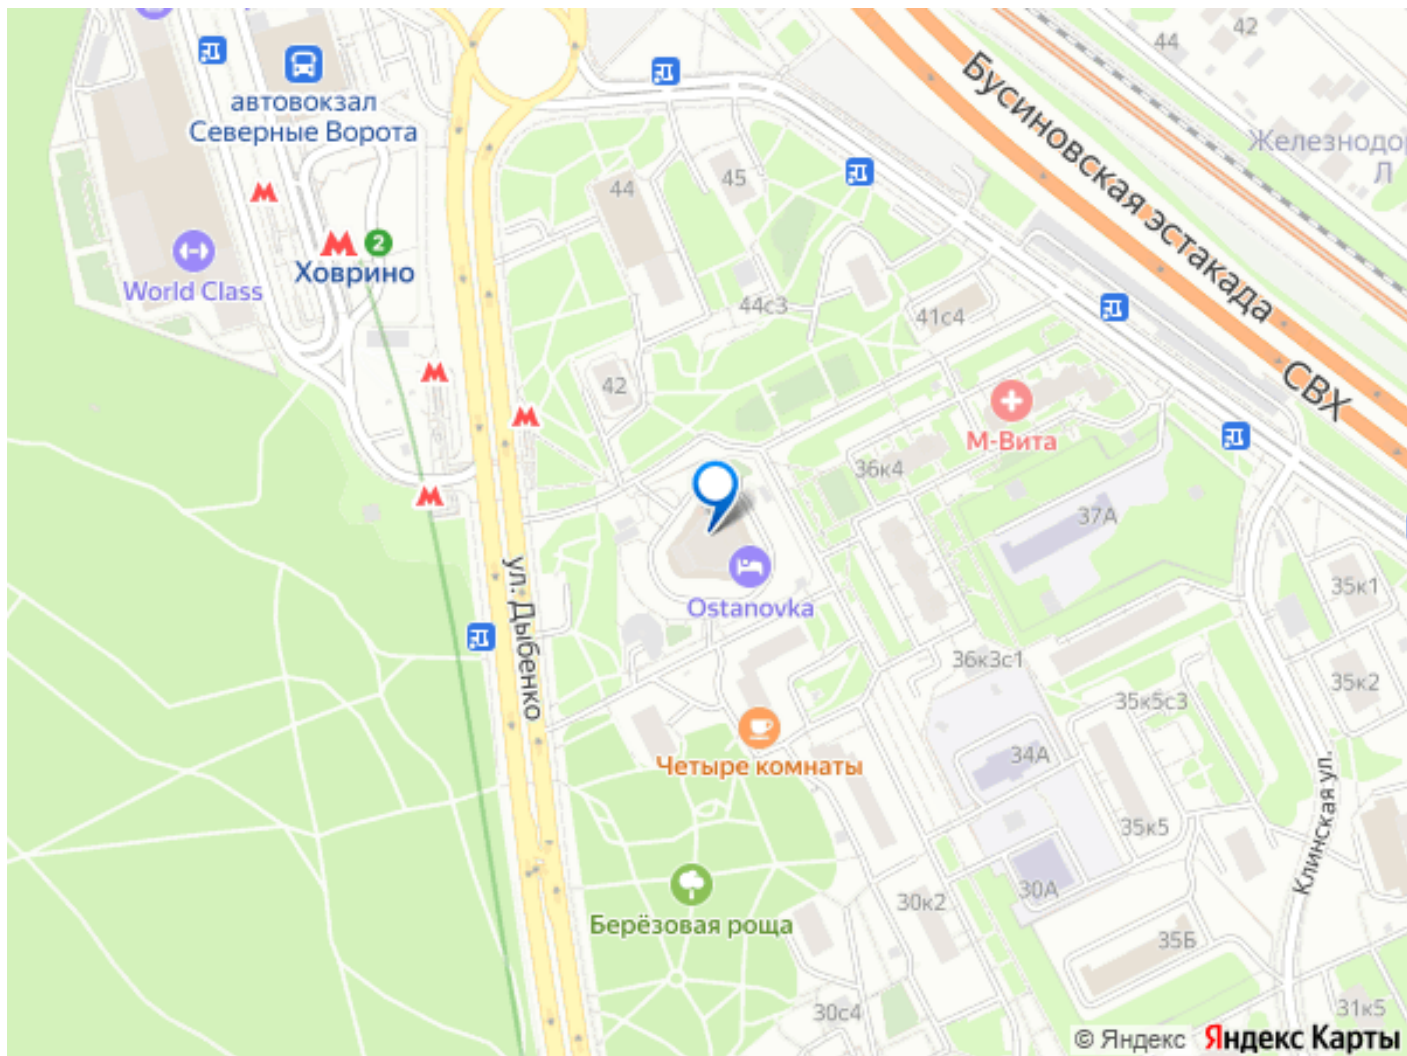 42
44
автовокзал
Северные Ворота
Бусиновская эстакада
Железнодор
Л
45
44
2
Ховрино
World Class
44с3
41с4
СВХ
42
М-Вита
36к4
37А
ул. Дыбенко
Ostanovka
35к1
36к3с1
35к2
35к5с3
Четыре комнаты
34А
Клинская ул.
35к5
30А
30к2
Берёзовая роща
35Б
30с4
31к5
© Яндекс Яндекс Карты